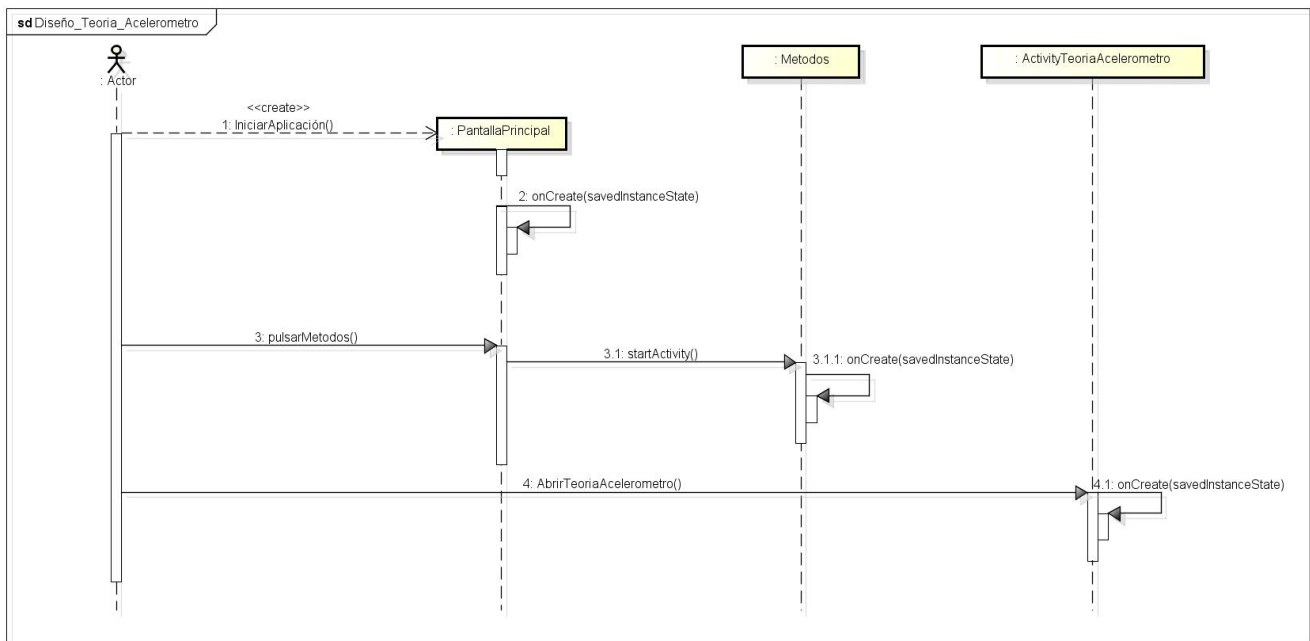 sd Diseño_Teoria_Acelerometro
: Actor
: Metodos
: ActivityTeoriaAcelerometro
<<create>>
1: IniciarAplicación()
: PantallaPrincipal
2: onCreate(savedInstanceState)
3: pulsarMetodos()
3.1: startActivity()
3.1.1: onCreate(savedInstanceState)
4: AbrirTeoriaAcelerometro()
4.1: onCreate(savedInstanceState)